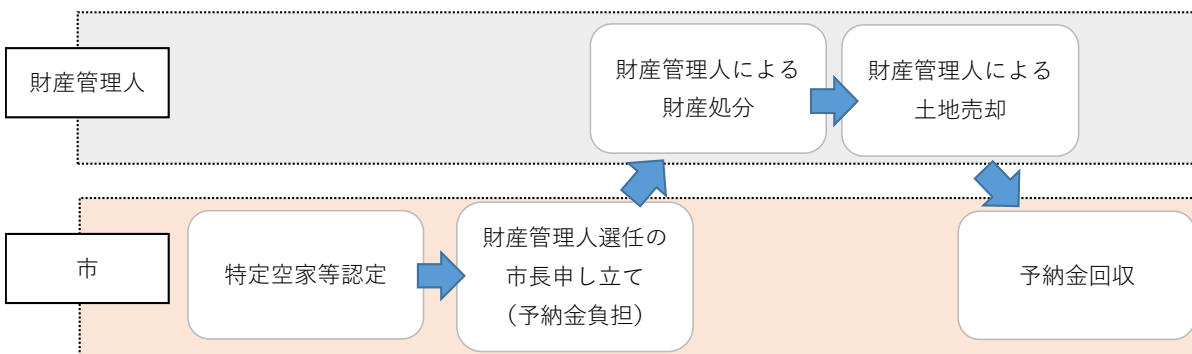 財産管理人
財産管理人による
財産処分
財産管理人による
土地売却
市
特定空家等認定
財産管理人選任の
市長申し立て
（予納金負担）
予納金回収